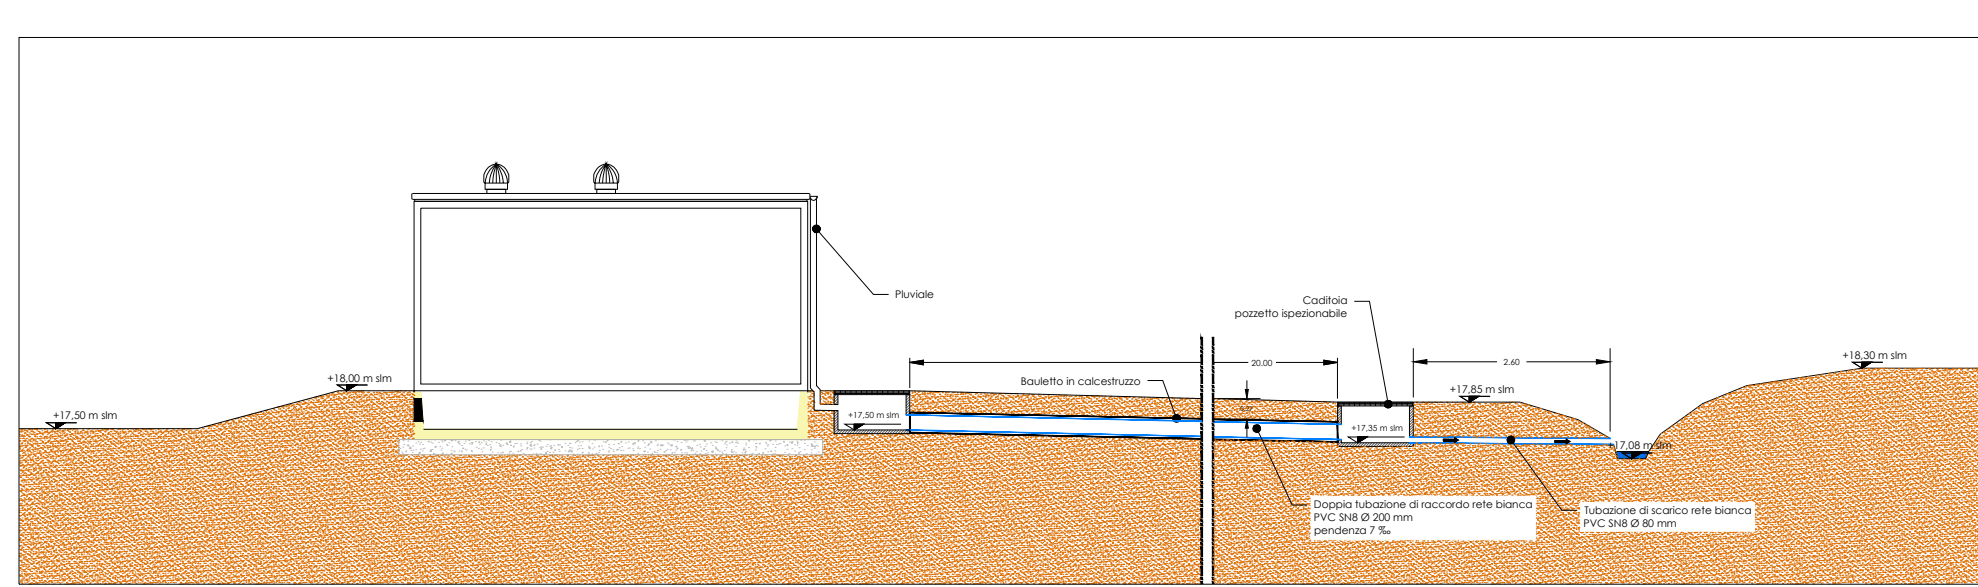 Pluviale
Caditoia
pozzetto ispezionabile
20.00
2.60
+18,30 m slm
+18,00 m slm
Bauletto in calcestruzzo
+17,85 m slm
+17,50 m slm
+17,50 m slm
+17,35 m slm
+17,08 m slm
Doppia tubazione di raccordo rete bianca
PVC SN8 Ø 200 mm
pendenza 7 ‰
Tubazione di scarico rete bianca
PVC SN8 Ø 80 mm